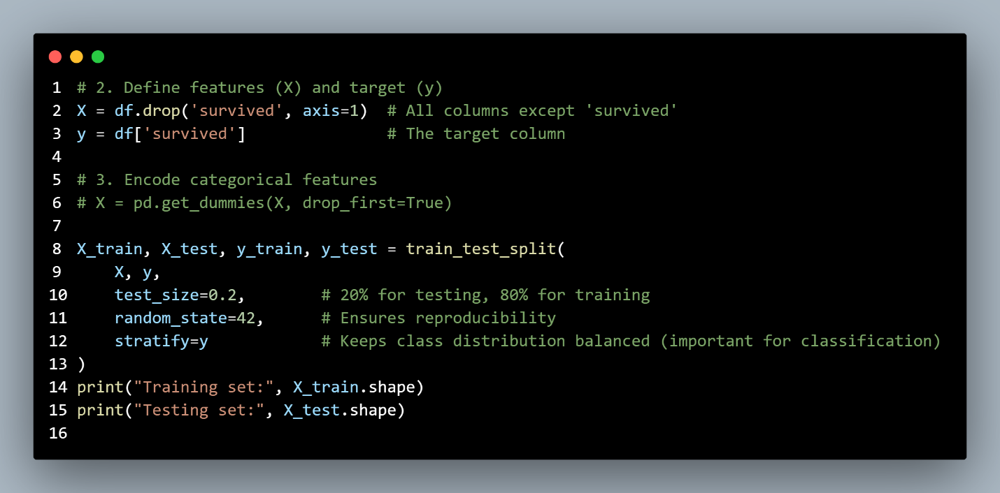 1 # 2. Define features (X) and target (y)
2 X = df.drop('survived', axis=1)  # All columns except 'survived'
3 y = df['survived']               # The target column
4
5 # 3. Encode categorical features
6 # X = pd.get_dummies(X, drop_first=True)
7
8 X_train, X_test, y_train, y_test = train_test_split(
9     X, y,
10     test_size=0.2,        # 20% for testing, 80% for training
11     random_state=42,      # Ensures reproducibility
12     stratify=y            # Keeps class distribution balanced (important for classification)
13 )
14 print("Training set:", X_train.shape)
15 print("Testing set:", X_test.shape)
16